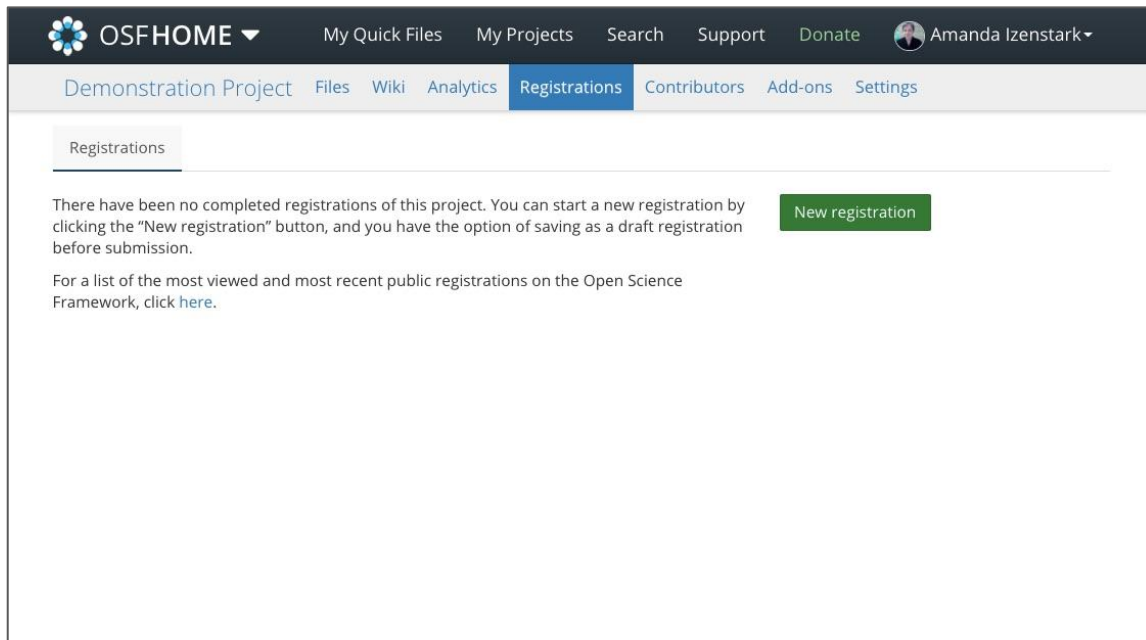 OSFHOME My Quick Files My Projects Search Support Donate Amanda Izenstark
Demonstration Project Files Wiki Analytics Registrations Contributors Add-ons Settings
Registrations
There have been no completed registrations of this project. You can start a new registration by
clicking the “New registration” button, and you have the option of saving as a draft registration
before submission.
New registration
For a list of the most viewed and most recent public registrations on the Open Science
Framework, click here.